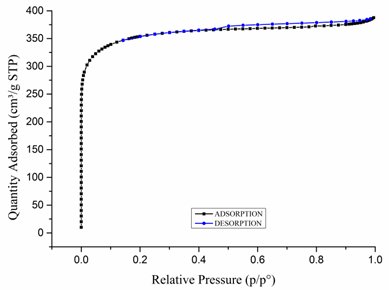 400
350
300
250
200
150
100
50
0
Quantity Adsorbed (cm³/g STP)
ADSORPTION
DESORPTION
0.0 0.2 0.4 0.6 0.8 1.0
Relative Pressure (p/p°)